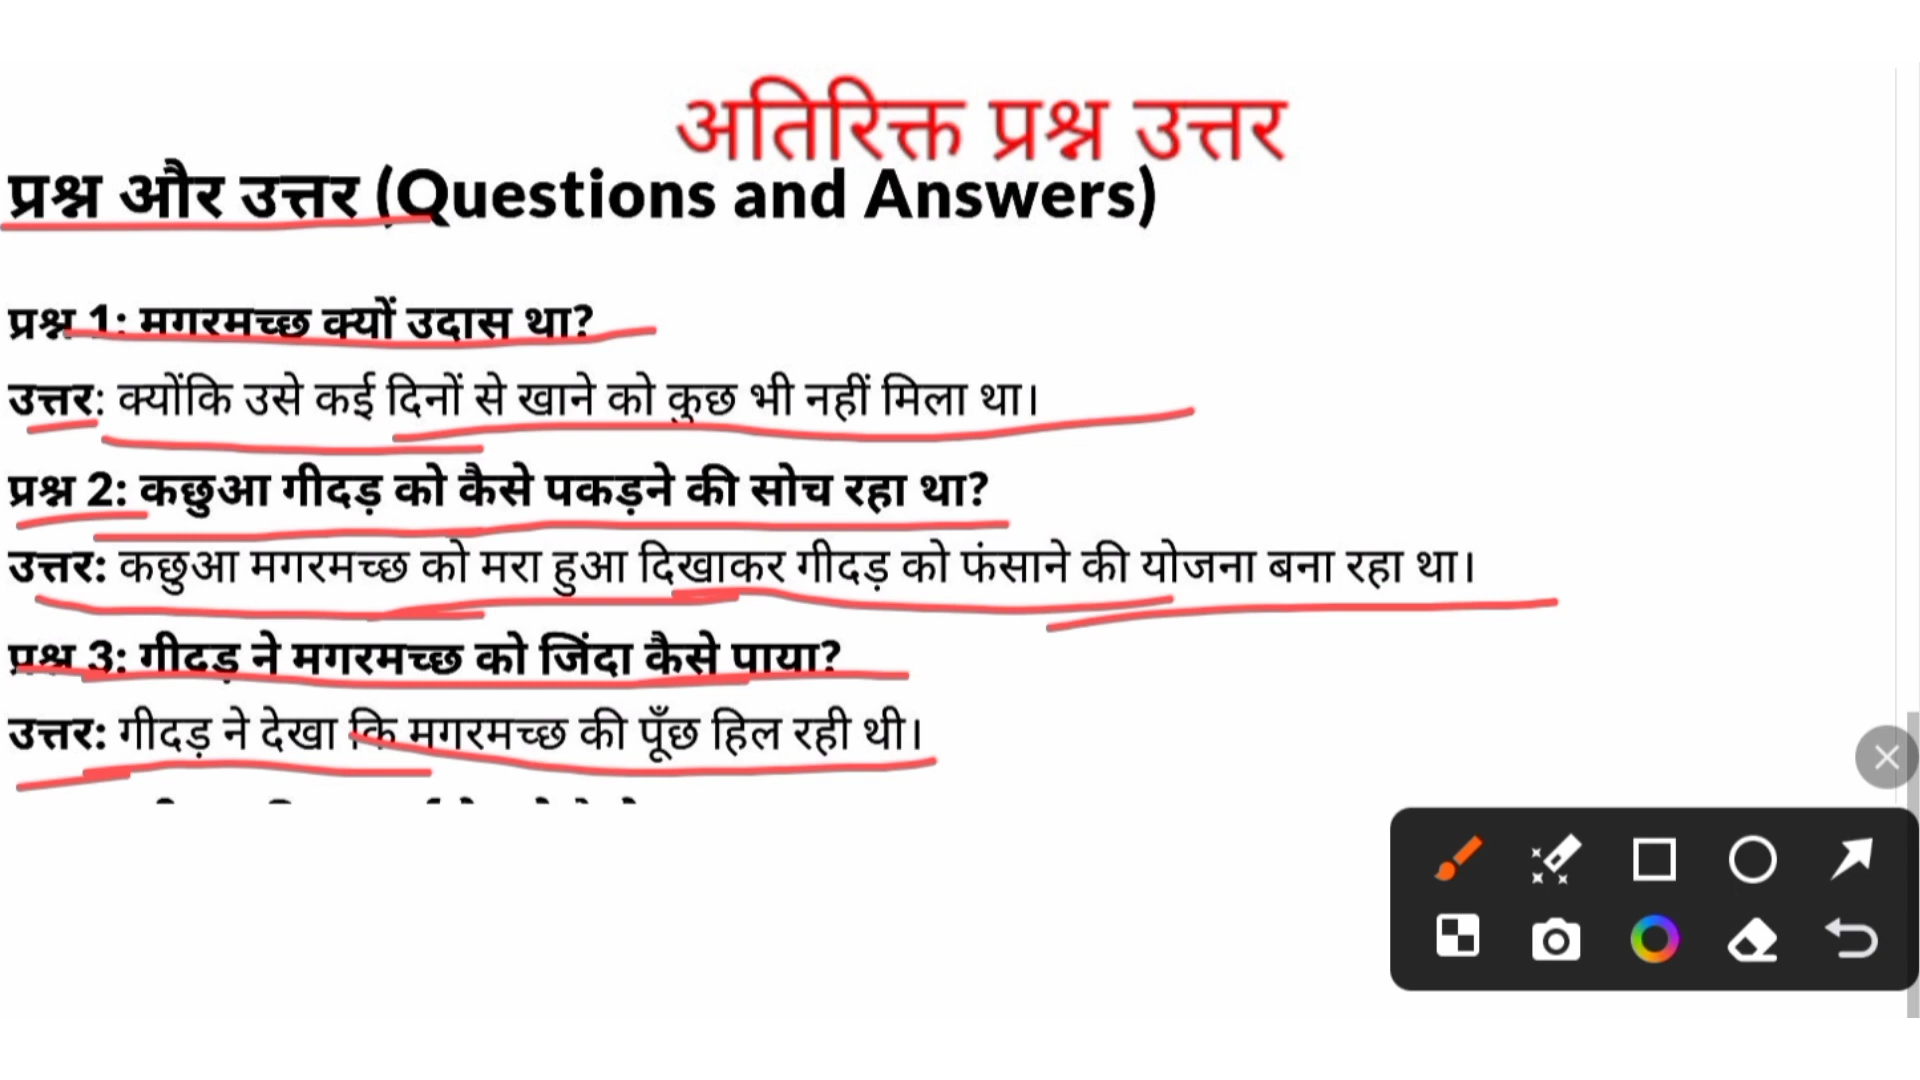 अतिरिक्त प्रश्न उत्तर
प्रश्न और उत्तर (Questions and Answers)
प्रश्न 1: मगरमच्छ क्यों उदास था?
उत्तर: क्योंकि उसे कई दिनों से खाने को कुछ भी नहीं मिला था।
प्रश्न 2: कछुआ गीदड़ को कैसे पकड़ने की सोच रहा था?
उत्तर: कछुआ मगरमच्छ को मरा हुआ दिखाकर गीदड़ को फंसाने की योजना बना रहा था।
प्रश्न 3: गीदड़ ने मगरमच्छ को जिंदा कैसे पाया?
उत्तर: गीदड़ ने देखा कि मगरमच्छ की पूँछ हिल रही थी।